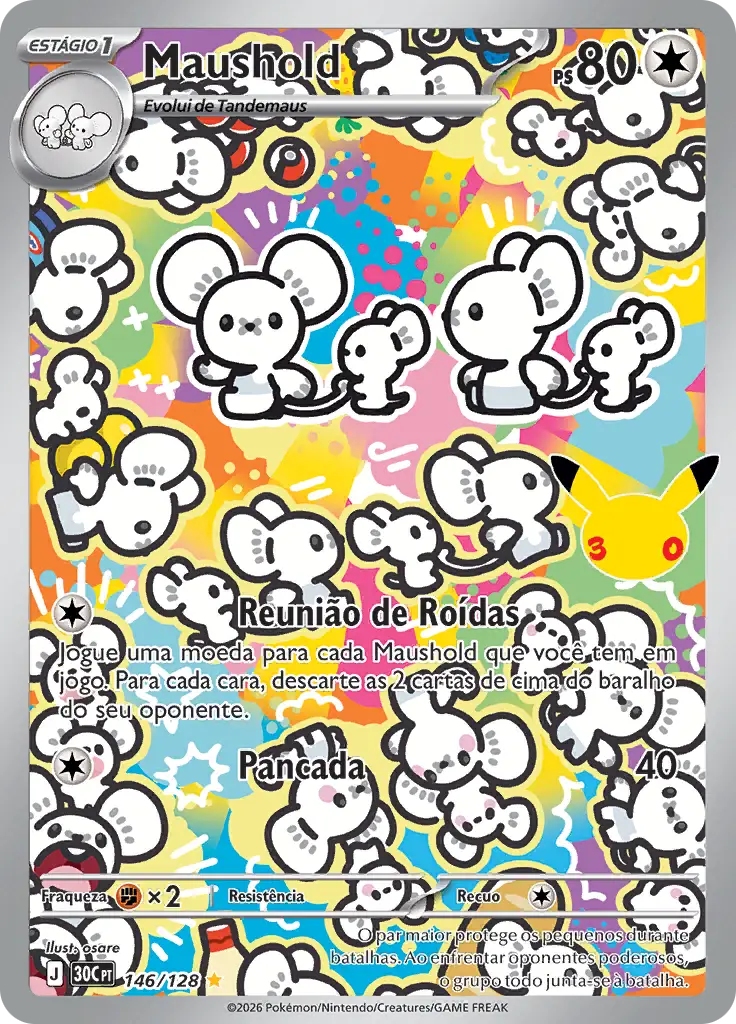 ESTÁGIO 1
Maushold
PS 80
Evolui de Tandemaus
3 0
Reunião de Roídas
Jogue uma moeda para cada Maushold que você tem em
jogo. Para cada cara, descarte as 2 cartas de cima do baralho
do seu oponente.
Pancada 40
Fraqueza ×2 Resistência Recuo
Ilust. osare
O par maior protege os pequenos durante
batalhas. Ao enfrentar oponentes poderosos,
o grupo todo junta-se à batalha.
J 30C PT 146/128
©2026 Pokémon/Nintendo/Creatures/GAME FREAK